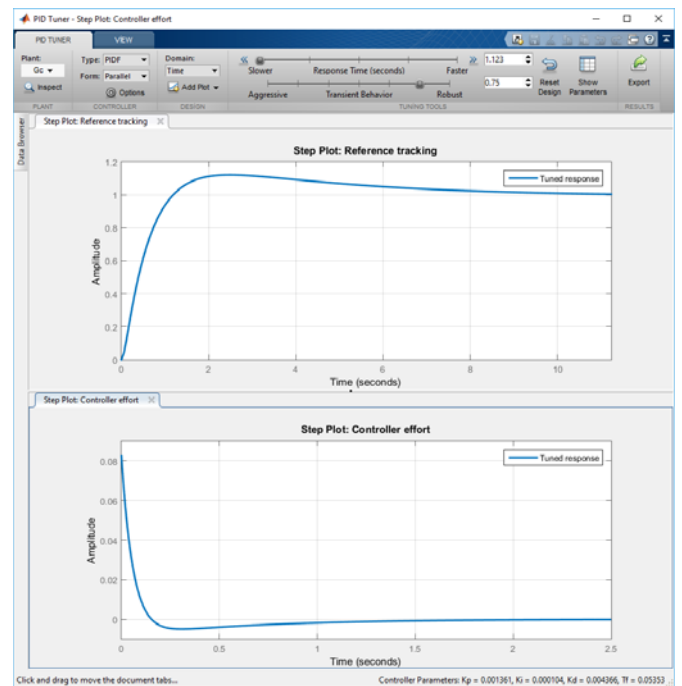 PID Tuner - Step Plot: Controller effort
PID TUNER VIEW
Plant: Type: PIDF Domain: 1.123
Gc Form: Parallel Time Slower Response Time (seconds) Faster
Inspect Options Add Plot 0.75 Reset Design Show Parameters Export
Aggressive Transient Behavior Robust
PLANT CONTROLLER DESIGN TUNING TOOLS RESULTS
Data Browser
Step Plot: Reference tracking
Step Plot: Reference tracking
Tuned response
1.2
1
0.8
0.6
0.4
0.2
0
Amplitude
0 2 4 6 8 10
Time (seconds)
Step Plot: Controller effort
Step Plot: Controller effort
Tuned response
0.08
0.06
0.04
0.02
0
Amplitude
0 0.5 1 1.5 2 2.5
Time (seconds)
Click and drag to move the document tabs... Controller Parameters: Kp = 0.001361, Ki = 0.000104, Kd = 0.004366, Tf = 0.05353